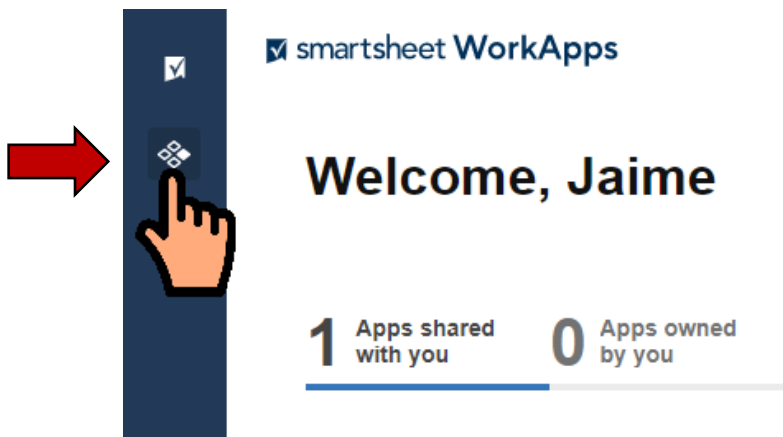 smartsheet WorkApps
Welcome, Jaime
1 Apps shared with you
0 Apps owned by you